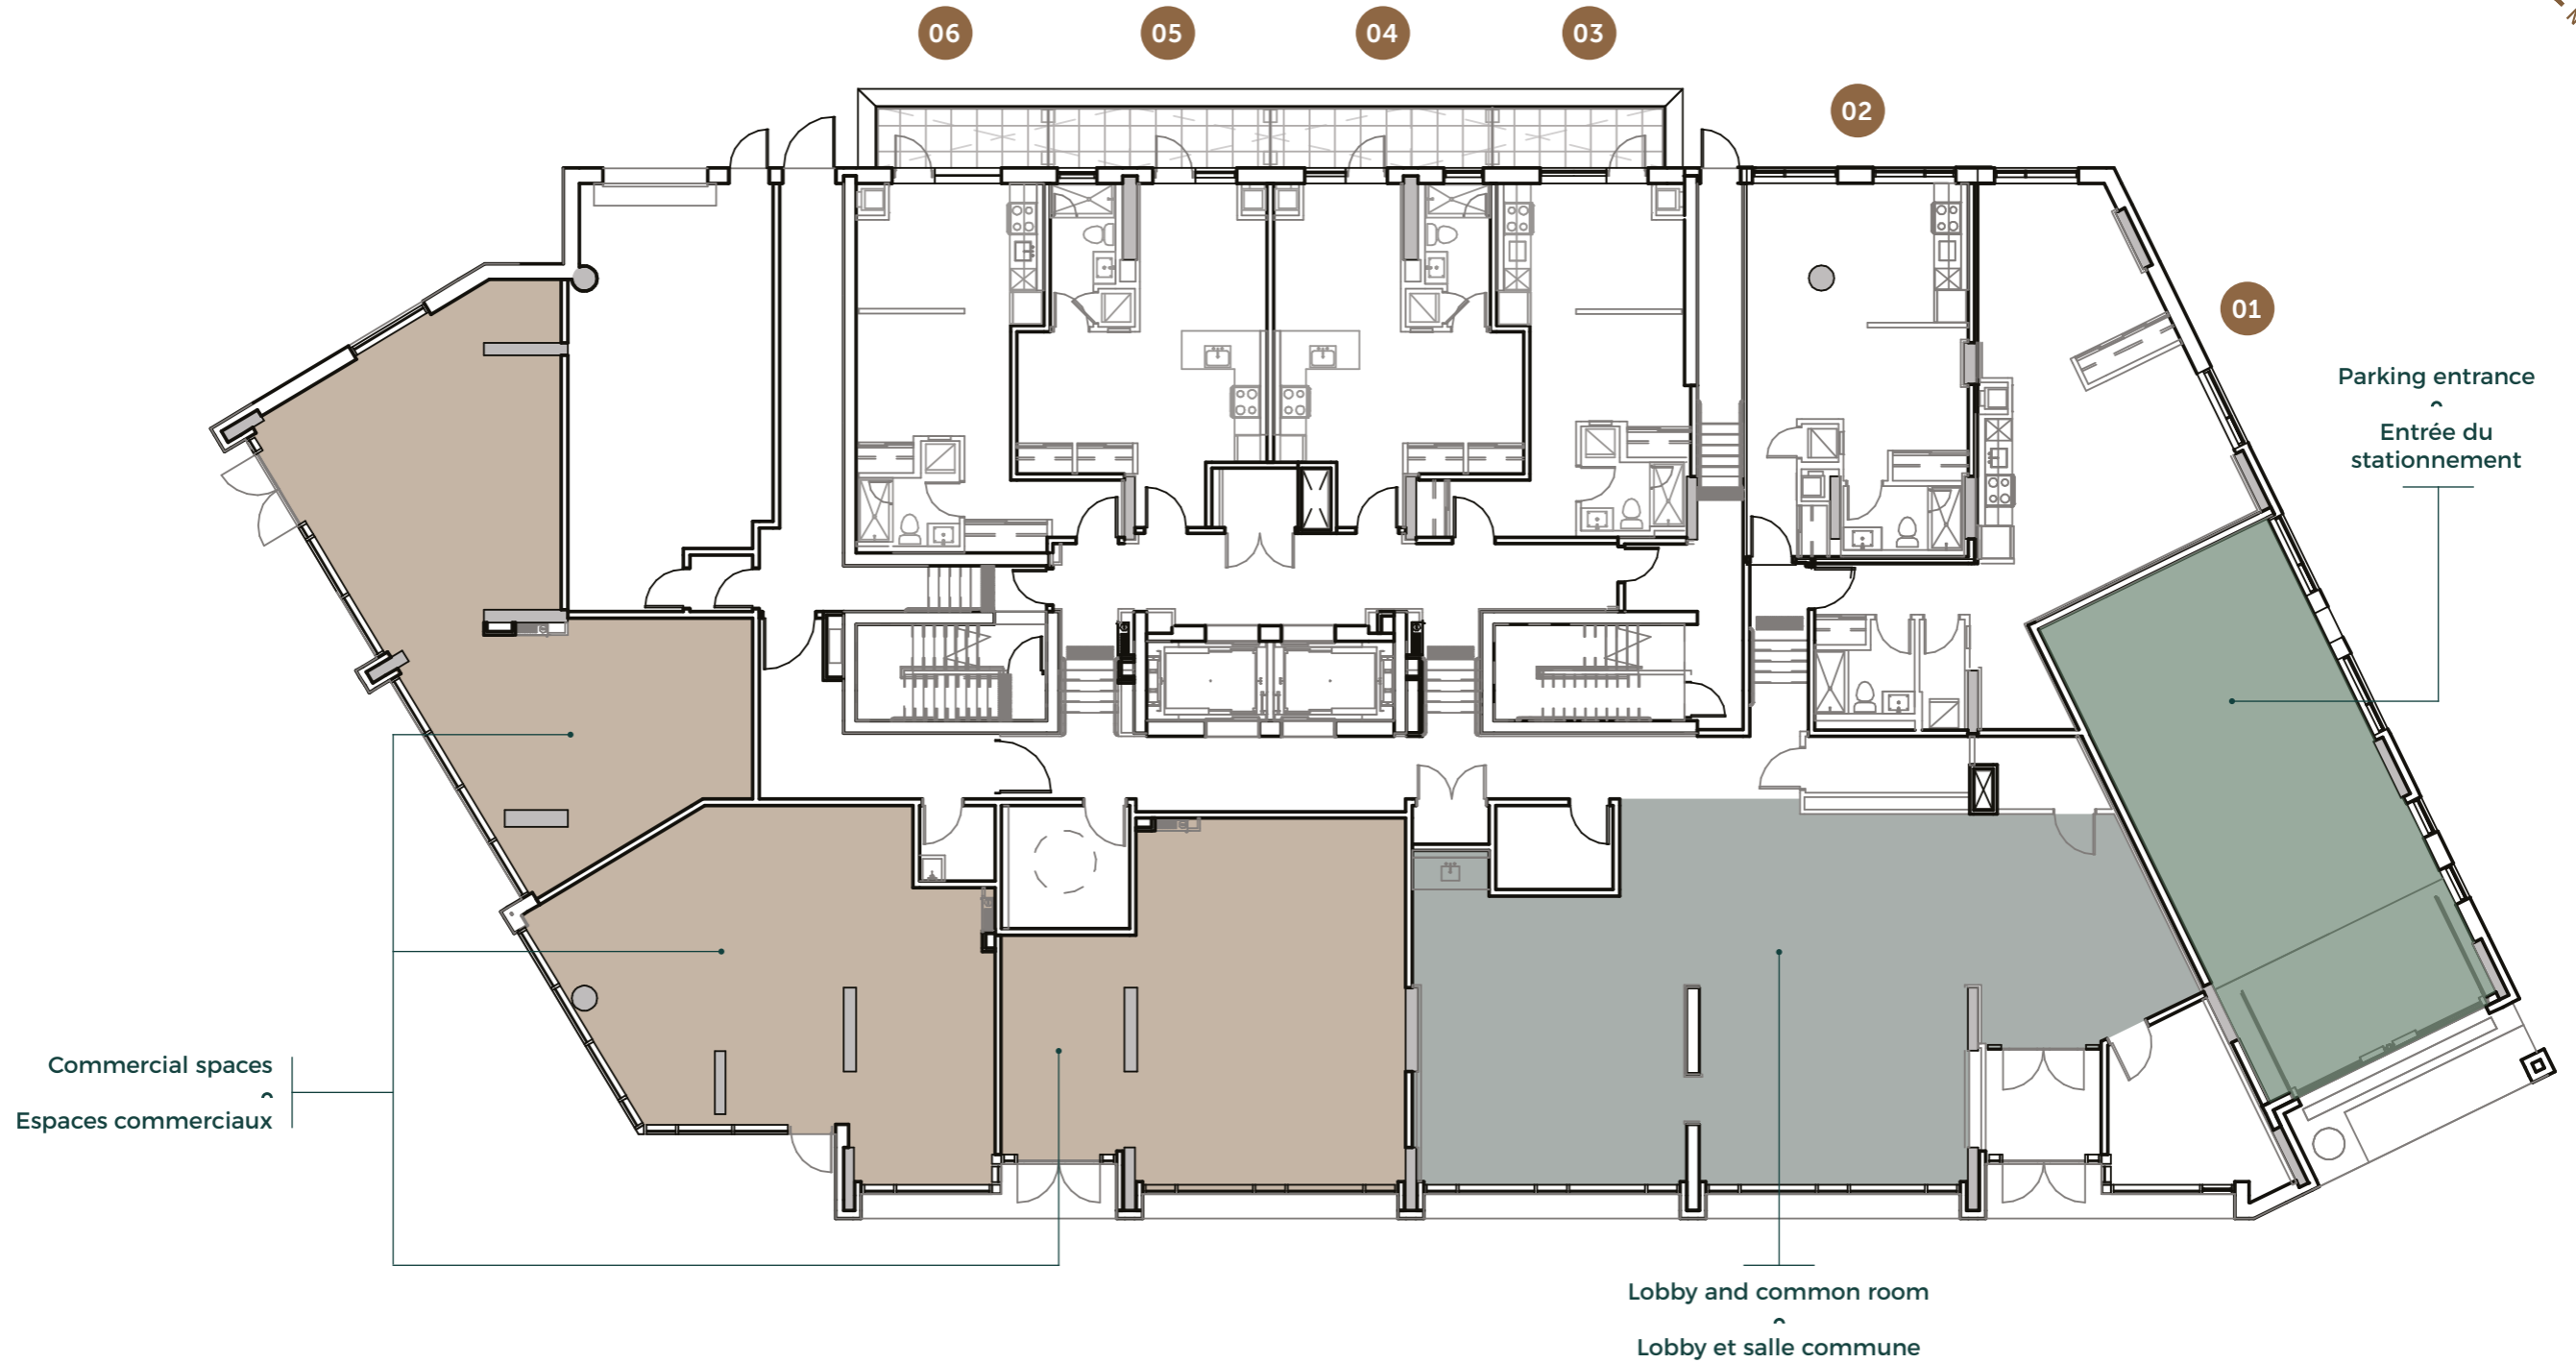 06
05
04
03
02
01
Parking entrance
Entrée du
stationnement
Commercial spaces
Espaces commerciaux
Lobby and common room
Lobby et salle commune